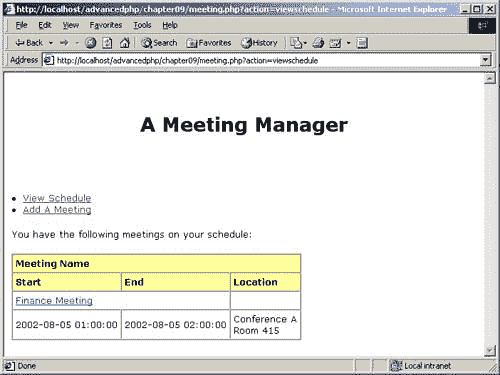 http://localhost/advancedphp/chapter09/meeting.php?action=viewschedule - Microsoft Internet Explorer
File Edit View Favorites Tools Help
Back Search Favorites History
Address http://localhost/advancedphp/chapter09/meeting.php?action=viewschedule
A Meeting Manager
View Schedule
Add A Meeting
You have the following meetings on your schedule:
Meeting Name
Start End Location
Finance Meeting
2002-08-05 01:00:00 2002-08-05 02:00:00 Conference A
Room 415
Done Local intranet